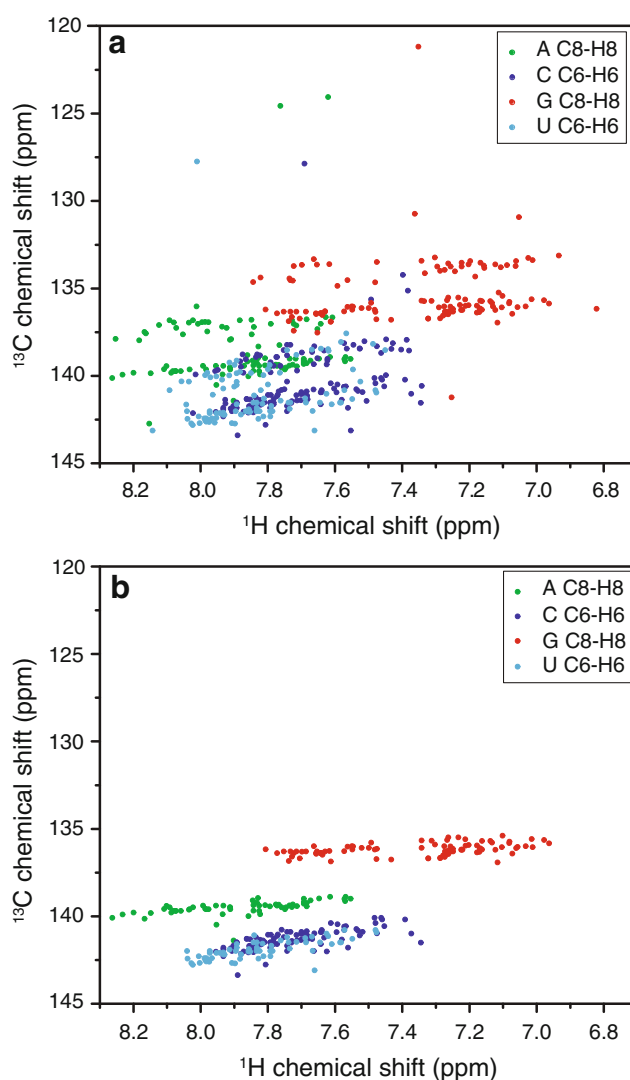 a
A C8-H8
C C6-H6
G C8-H8
U C6-H6
120
125
130
135
140
145
¹³C chemical shift (ppm)
8.2 8.0 7.8 7.6 7.4 7.2 7.0 6.8
¹H chemical shift (ppm)
b
A C8-H8
C C6-H6
G C8-H8
U C6-H6
120
125
130
135
140
145
¹³C chemical shift (ppm)
8.2 8.0 7.8 7.6 7.4 7.2 7.0 6.8
¹H chemical shift (ppm)